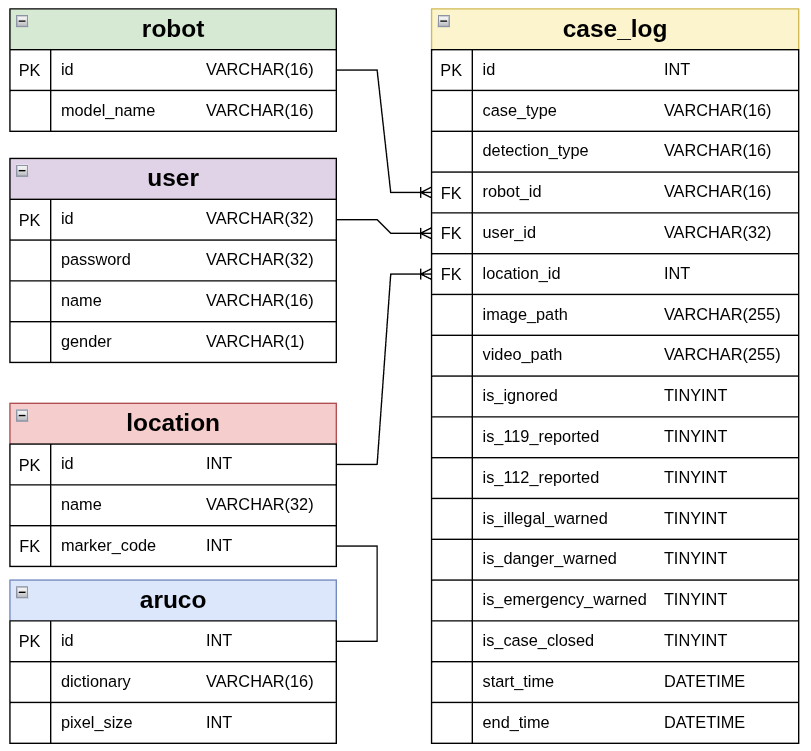 robot
PK id VARCHAR(16)
model_name VARCHAR(16)
user
PK id VARCHAR(32)
password VARCHAR(32)
name VARCHAR(16)
gender VARCHAR(1)
location
PK id INT
name VARCHAR(32)
FK marker_code INT
aruco
PK id INT
dictionary VARCHAR(16)
pixel_size INT
case_log
PK id INT
case_type VARCHAR(16)
detection_type VARCHAR(16)
FK robot_id VARCHAR(16)
FK user_id VARCHAR(32)
FK location_id INT
image_path VARCHAR(255)
video_path VARCHAR(255)
is_ignored TINYINT
is_119_reported TINYINT
is_112_reported TINYINT
is_illegal_warned TINYINT
is_danger_warned TINYINT
is_emergency_warned TINYINT
is_case_closed TINYINT
start_time DATETIME
end_time DATETIME